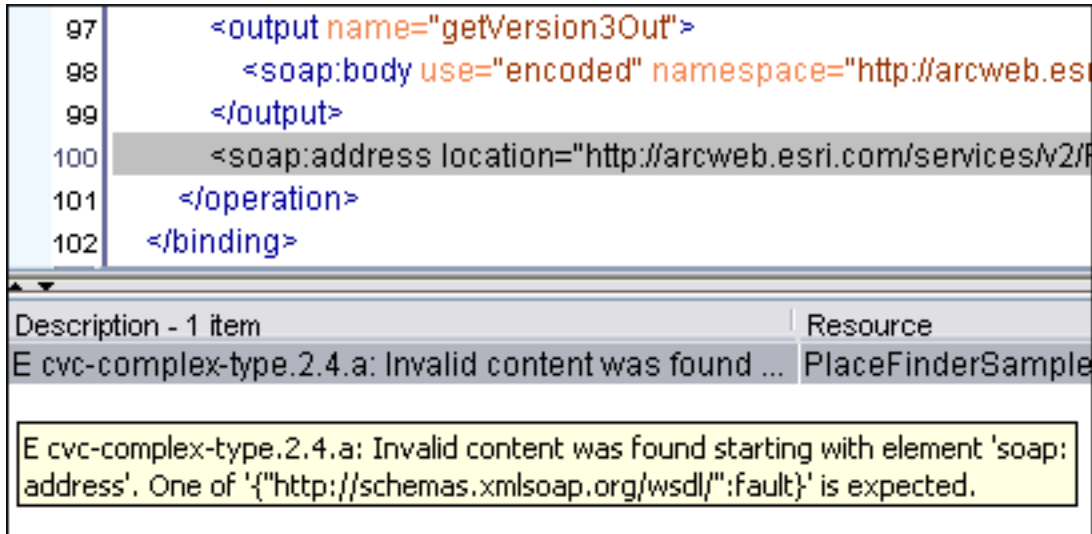 97 <output name="getVersion3Out">
98 <soap:body use="encoded" namespace="http://arcweb.esr
99 </output>
100 <soap:address location="http://arcweb.esri.com/services/v2/
101 </operation>
102 </binding>
Description - 1 item Resource
E cvc-complex-type.2.4.a: Invalid content was found ... PlaceFinderSample
E cvc-complex-type.2.4.a: Invalid content was found starting with element 'soap:
address'. One of '{"http://schemas.xmlsoap.org/wsdl/":fault}' is expected.